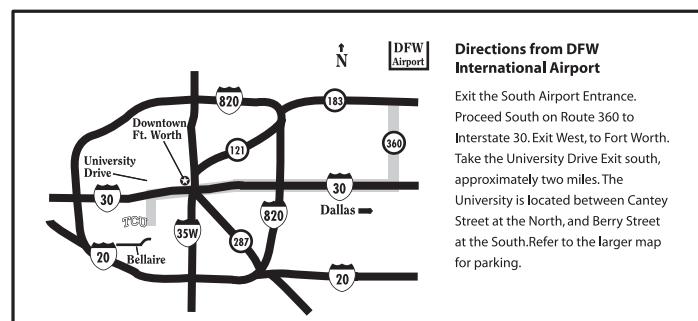 DFW
Airport
N
820
183
Downtown
Ft. Worth
121
360
University
Drive
30
30
TCU
Dallas
820
35W
287
20
Bellaire
20
Directions from DFW
International Airport
Exit the South Airport Entrance.
Proceed South on Route 360 to
Interstate 30. Exit West, to Fort Worth.
Take the University Drive Exit south,
approximately two miles. The
University is located between Cantey
Street at the North, and Berry Street
at the South.Refer to the larger map
for parking.